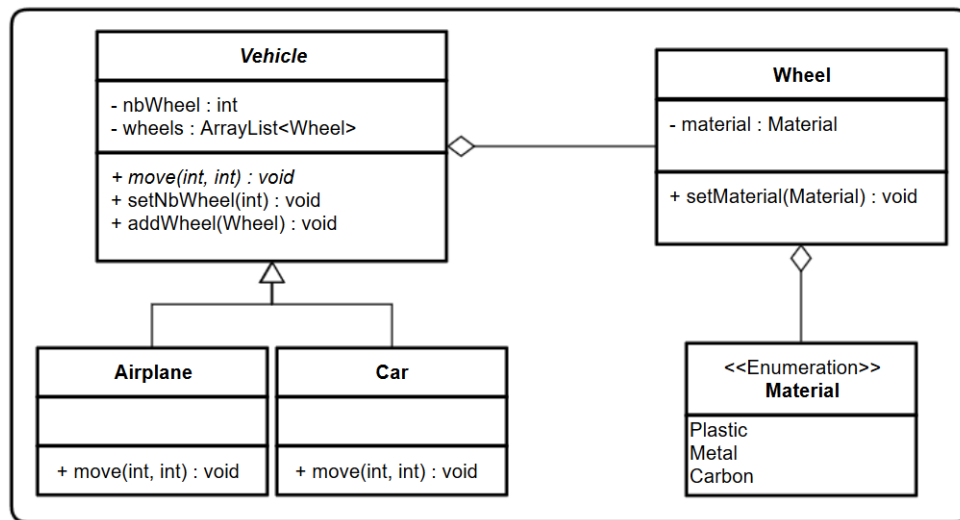 Vehicle
- nbWheel : int
- wheels : ArrayList<Wheel>
+ move(int, int) : void
+ setNbWheel(int) : void
+ addWheel(Wheel) : void
Wheel
- material : Material
+ setMaterial(Material) : void
Airplane
+ move(int, int) : void
Car
+ move(int, int) : void
<<Enumeration>>
Material
Plastic
Metal
Carbon